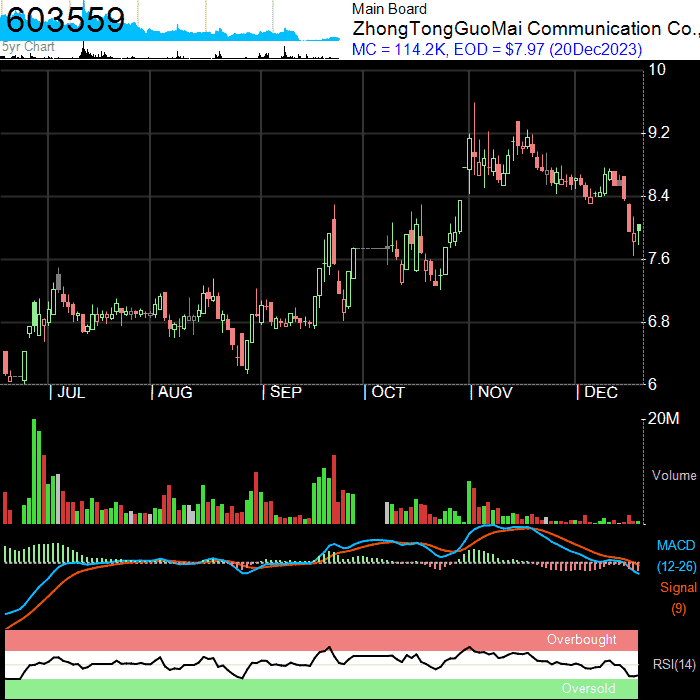 603559
5yr Chart
Main Board
ZhongTongGuoMai Communication Co.,
MC = 114.2K, EOD = $7.97 (20Dec2023)
10
9.2
8.4
7.6
6.8
6
JUL
AUG
SEP
OCT
NOV
DEC
20M
Volume
MACD
(12-26)
Signal
(9)
Overbought
RSI(14)
Oversold